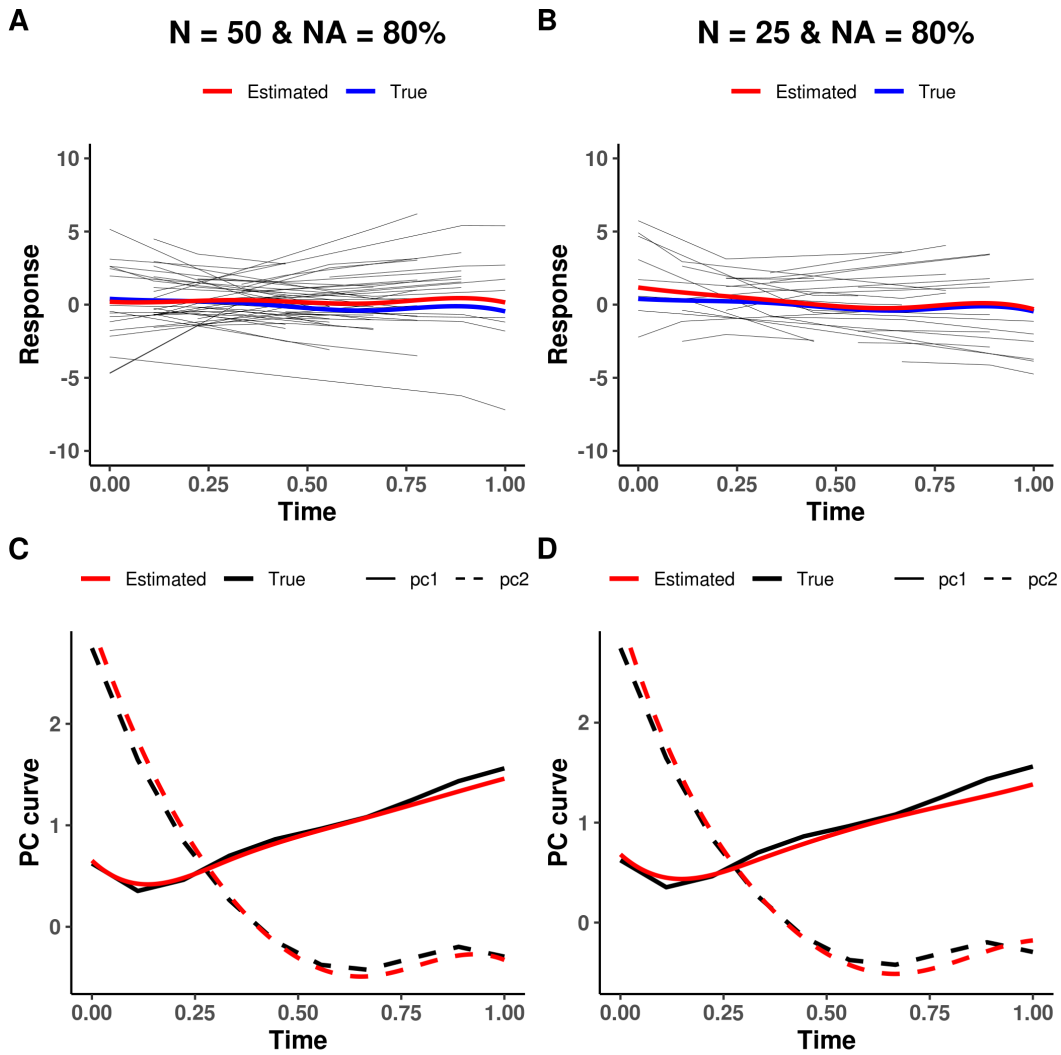 A
N = 50 & NA = 80%
Estimated True
Response
10
5
0
-5
-10
0.00 0.25 0.50 0.75 1.00
Time
B
N = 25 & NA = 80%
Estimated True
Response
10
5
0
-5
-10
0.00 0.25 0.50 0.75 1.00
Time
C
Estimated True pc1 pc2
PC curve
2
1
0
0.00 0.25 0.50 0.75 1.00
Time
D
Estimated True pc1 pc2
PC curve
2
1
0
0.00 0.25 0.50 0.75 1.00
Time